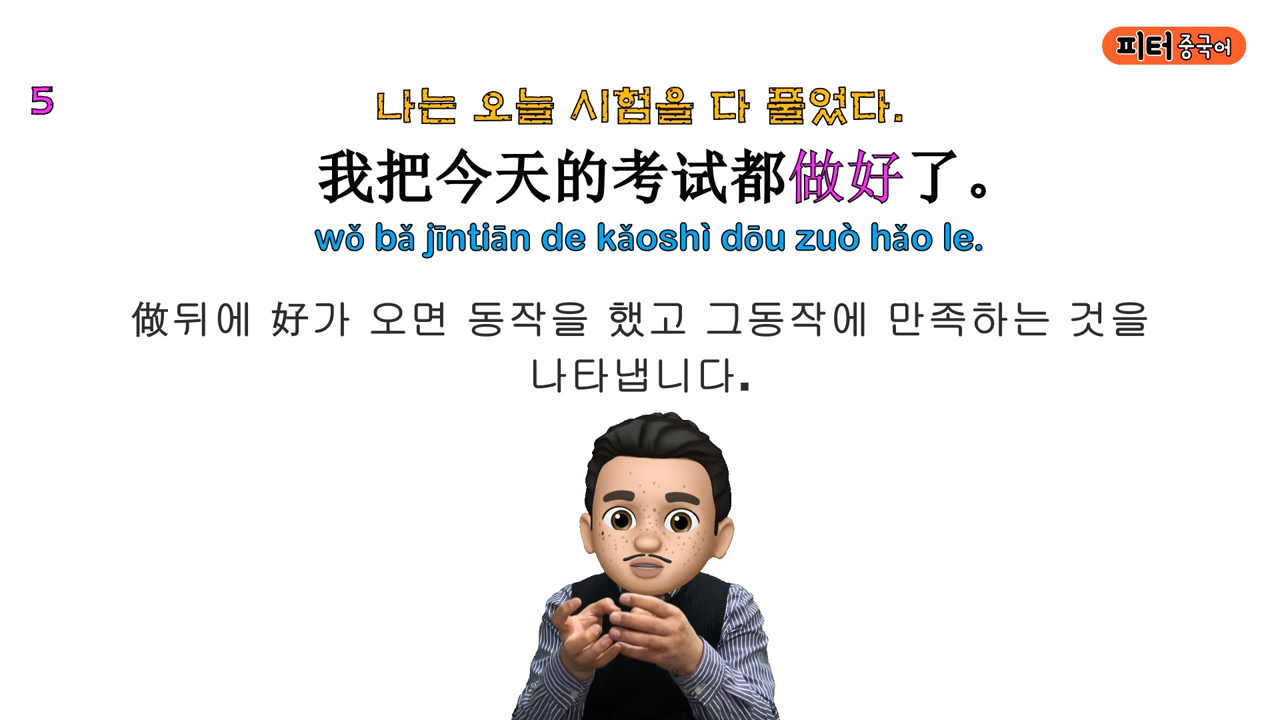 피터 중국어
5
나는 오늘 시험을 다 풀었다.
我把今天的考试都做好了。
wǒ bǎ jīntiān de kǎoshì dōu zuò hǎo le.
做뒤에 好가 오면 동작을 했고 그동작에 만족하는 것을
나타냅니다.